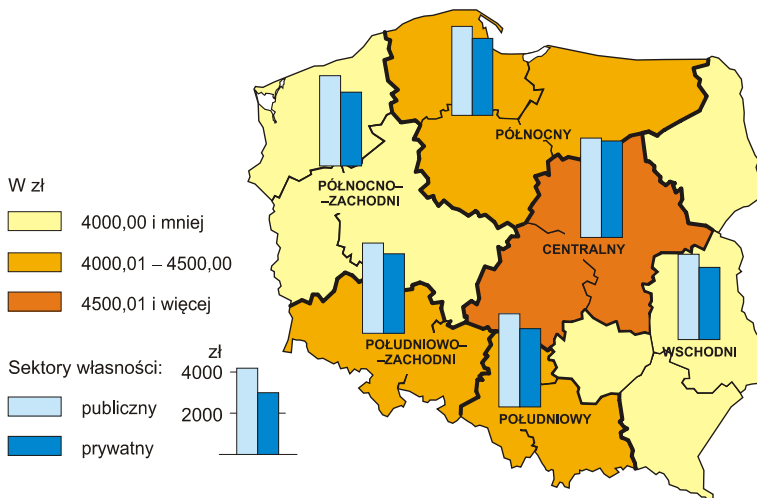 W zł
4000,00 i mniej
4000,01 – 4500,00
4500,01 i więcej
Sektory własności:
publiczny
prywatny
zł
4000
2000
PÓŁNOCNY
PÓŁNOCNO–
–ZACHODNI
CENTRALNY
POŁUDNIOWO–
–ZACHODNI
WSCHODNI
POŁUDNIOWY